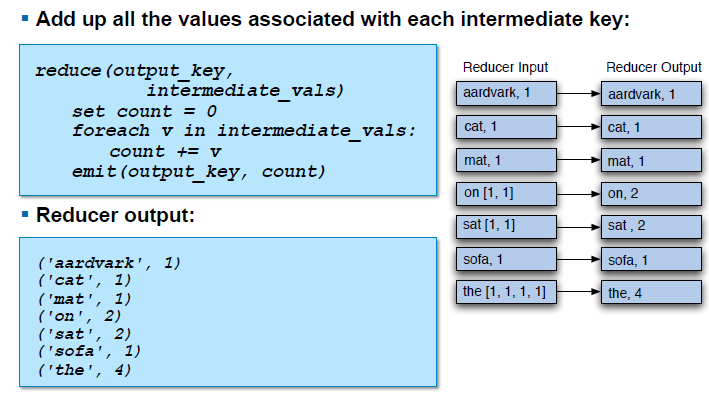 ▪ Add up all the values associated with each intermediate key:
reduce(output_key,
intermediate_vals)
set count = 0
foreach v in intermediate_vals:
count += v
emit(output_key, count)
▪ Reducer output:
('aardvark', 1)
('cat', 1)
('mat', 1)
('on', 2)
('sat', 2)
('sofa', 1)
('the', 4)
Reducer Input Reducer Output
aardvark, 1 aardvark, 1
cat, 1 cat, 1
mat, 1 mat, 1
on [1, 1] on, 2
sat [1, 1] sat , 2
sofa, 1 sofa, 1
the [1, 1, 1, 1] the, 4